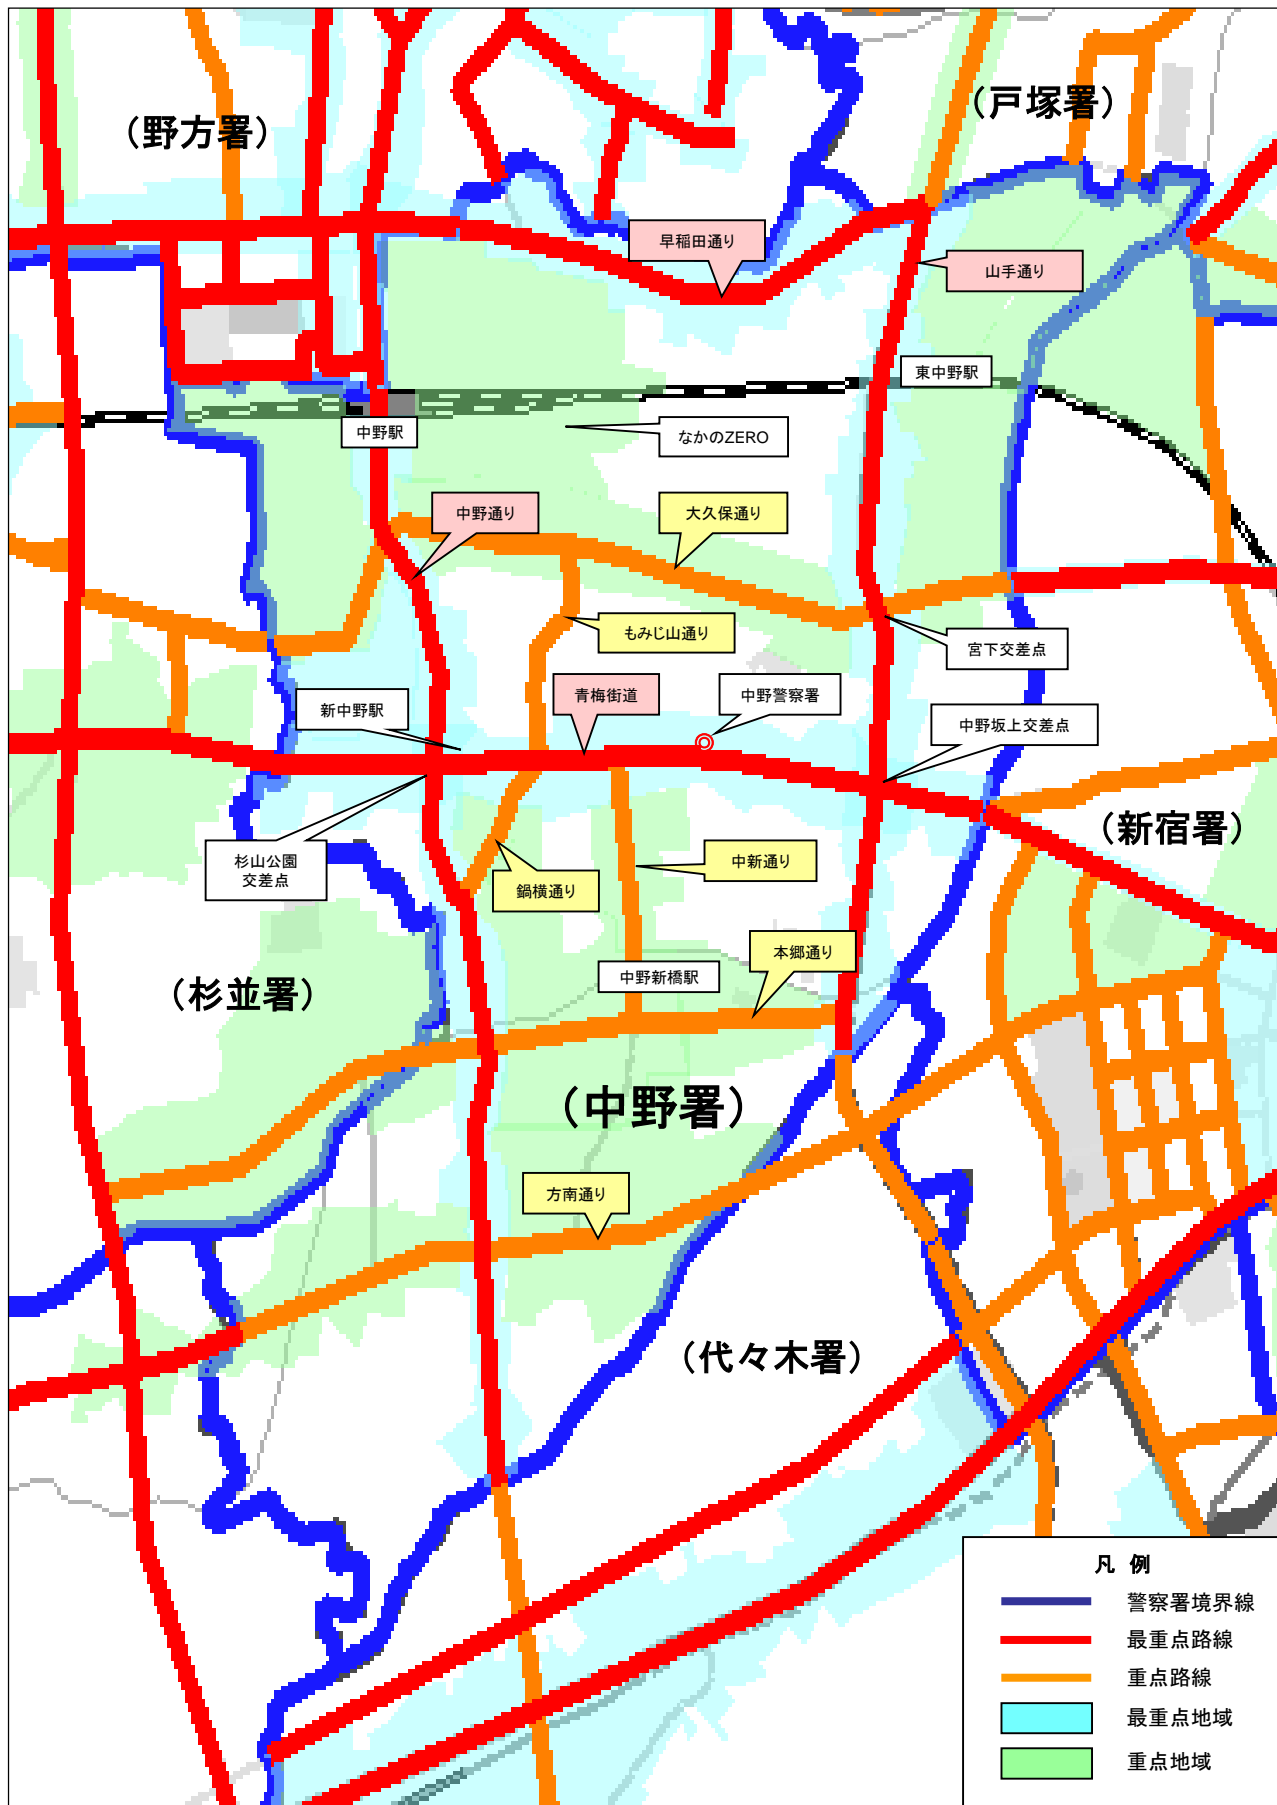 (戸塚署)
(野方署)
早稲田通り
山手通り
東中野駅
中野駅
なかのZERO
中野通り
大久保通り
もみじ山通り
宮下交差点
新中野駅
青梅街道
中野警察署
中野坂上交差点
(新宿署)
杉山公園
交差点
中新通り
鍋横通り
本郷通り
中野新橋駅
(杉並署)
(中野署)
方南通り
(代々木署)
凡 例
警察署境界線
最重点路線
重点路線
最重点地域
重点地域